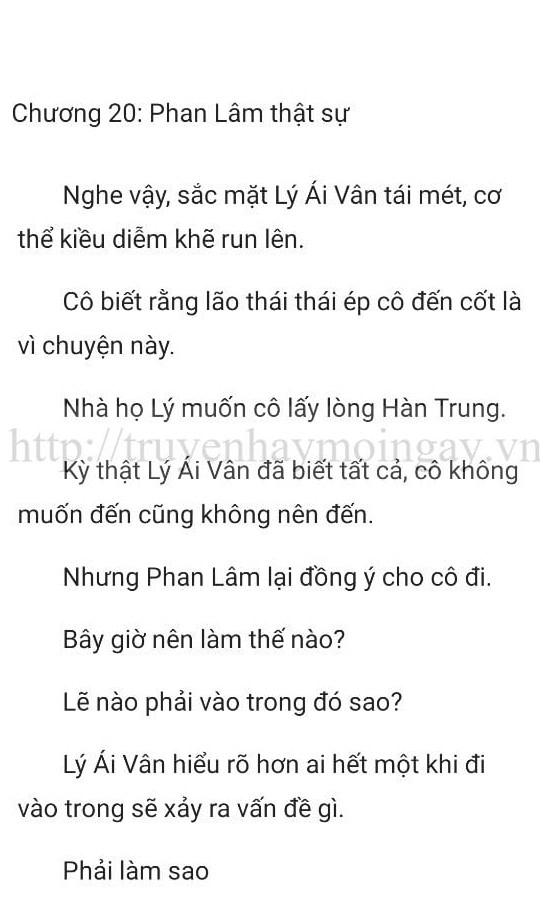 Chương 20: Phan Lâm thật sự
Nghe vậy, sắc mặt Lý Ái Vân tái mét, cơ
thể kiều diễm khẽ run lên.
Cô biết rằng lão thái thái ép cô đến cốt là
vì chuyện này.
Nhà họ Lý muốn cô lấy lòng Hàn Trung.
http://truyenhaymoingay.vn
Kỳ thật Lý Ái Vân đã biết tất cả, cô không
muốn đến cũng không nên đến.
Nhưng Phan Lâm lại đồng ý cho cô đi.
Bây giờ nên làm thế nào?
Lẽ nào phải vào trong đó sao?
Lý Ái Vân hiểu rõ hơn ai hết một khi đi
vào trong sẽ xảy ra vấn đề gì.
Phải làm sao